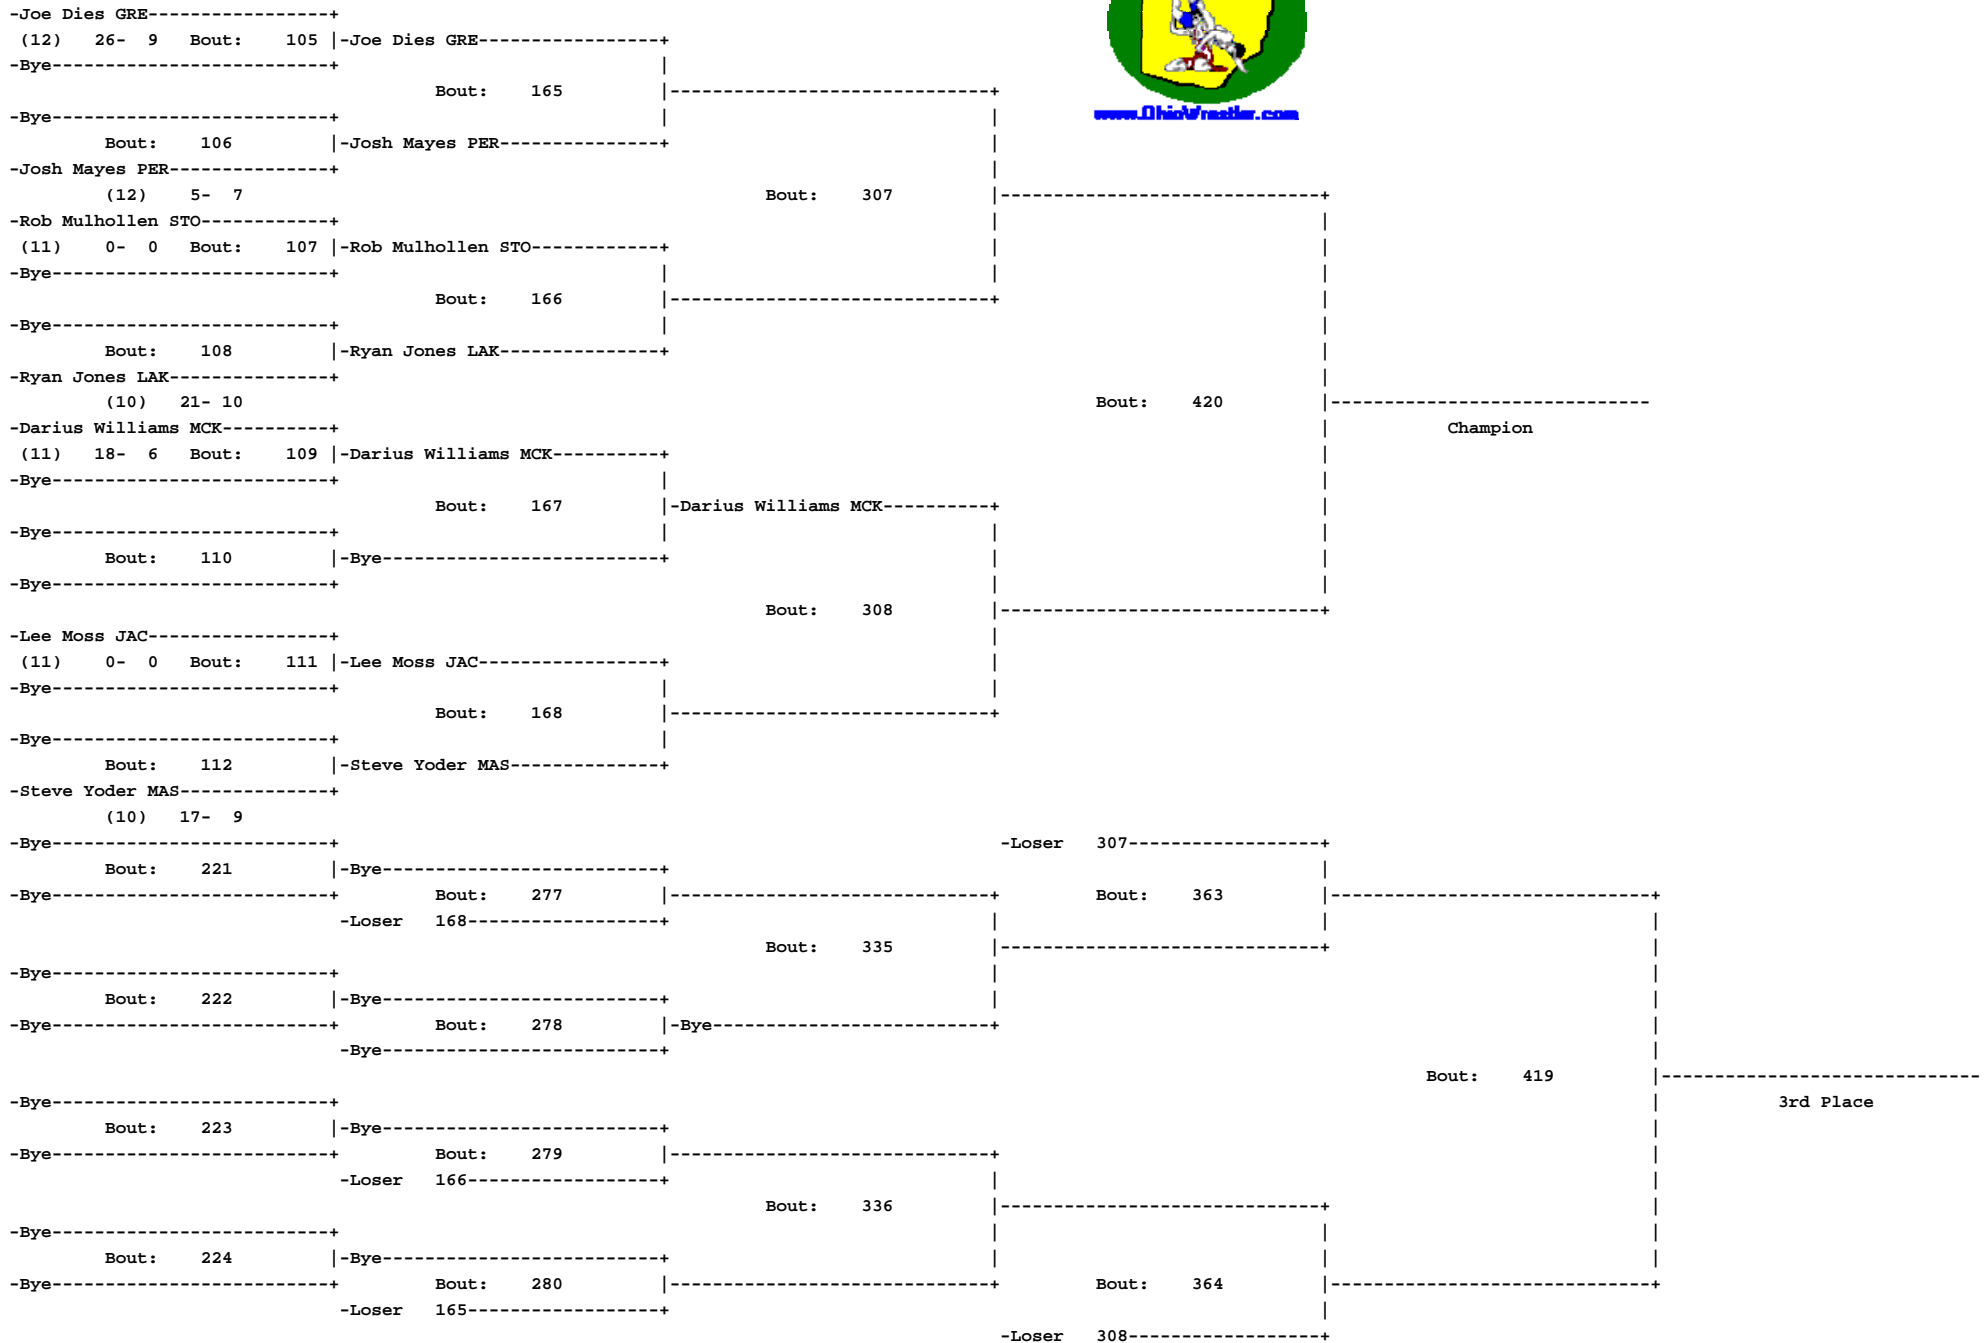 -Joe Dies GRE-----------------+
(12) 26- 9 Bout: 105 |-Joe Dies GRE-----------------+
-Bye--------------------------+ |
Bout: 165 |------------------------------+
-Bye--------------------------+ | |
www.OhioWrestler.com
Bout: 106 |-Josh Mayes PER---------------+ |
-Josh Mayes PER---------------+ |
(12) 5- 7 Bout: 307 |------------------------------+
-Rob Mulhollen STO------------+ | |
(11) 0- 0 Bout: 107 |-Rob Mulhollen STO------------+ | |
-Bye--------------------------+ | | |
Bout: 166 |------------------------------+ |
-Bye--------------------------+ | |
Bout: 108 |-Ryan Jones LAK---------------+ |
-Ryan Jones LAK---------------+ |
(10) 21- 10 Bout: 420 |------------------------------
-Darius Williams MCK----------+ | Champion
(11) 18- 6 Bout: 109 |-Darius Williams MCK----------+ |
-Bye--------------------------+ | |
Bout: 167 |-Darius Williams MCK----------+ |
-Bye--------------------------+ | | |
Bout: 110 |-Bye--------------------------+ | |
-Bye--------------------------+ | |
Bout: 308 |------------------------------+
-Lee Moss JAC-----------------+ |
(11) 0- 0 Bout: 111 |-Lee Moss JAC-----------------+ |
-Bye--------------------------+ | |
Bout: 168 |------------------------------+
-Bye--------------------------+ |
Bout: 112 |-Steve Yoder MAS--------------+
-Steve Yoder MAS--------------+
(10) 17- 9
-Bye--------------------------+ -Loser 307------------------+
Bout: 221 |-Bye--------------------------+ |
-Bye--------------------------+ Bout: 277 |------------------------------+ Bout: 363 |------------------------------+
-Loser 168------------------+ | | |
Bout: 335 |------------------------------+ |
-Bye--------------------------+ | |
Bout: 222 |-Bye--------------------------+ | |
-Bye--------------------------+ Bout: 278 |-Bye--------------------------+ |
-Bye--------------------------+ |
Bout: 419 |------------------------------
-Bye--------------------------+ | 3rd Place
Bout: 223 |-Bye--------------------------+ |
-Bye--------------------------+ Bout: 279 |------------------------------+ |
-Loser 166------------------+ | |
Bout: 336 |------------------------------+ |
-Bye--------------------------+ | | |
Bout: 224 |-Bye--------------------------+ | | |
-Bye--------------------------+ Bout: 280 |------------------------------+ Bout: 364 |------------------------------+
-Loser 165------------------+ |
-Loser 308------------------+